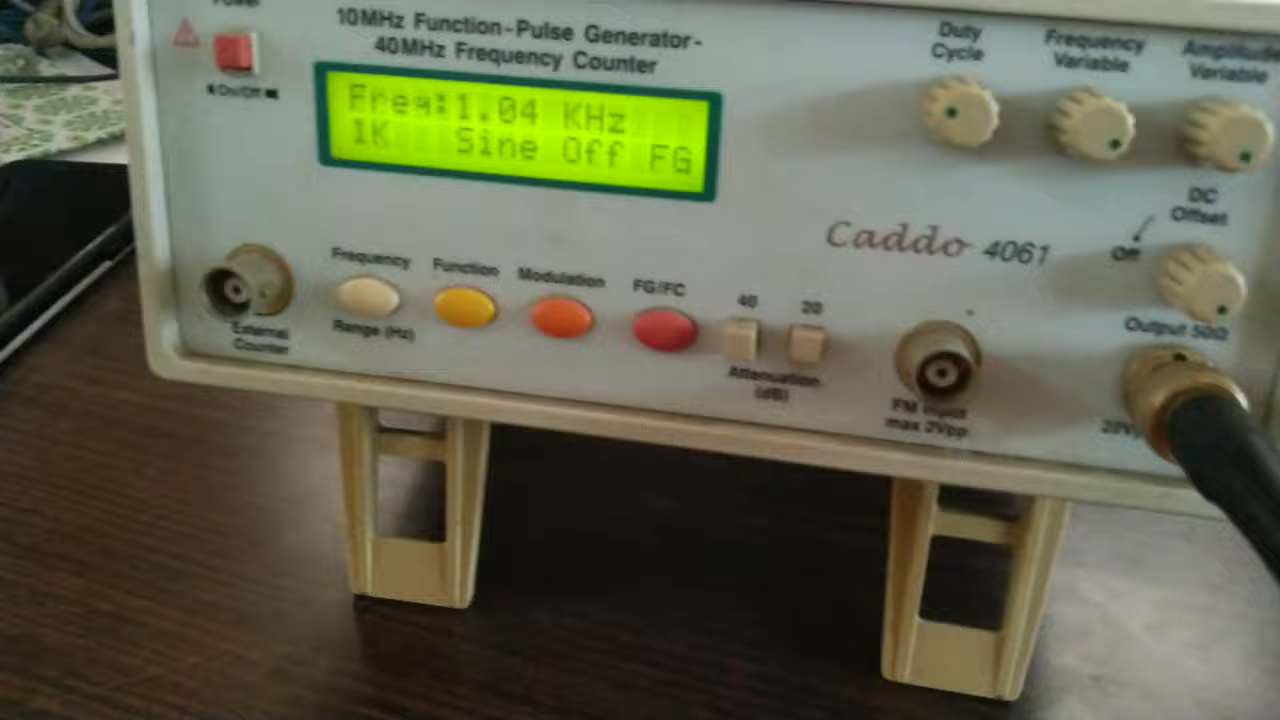 Power
10MHz Function-Pulse Generator-
40MHz Frequency Counter
Freq:1.04 KHz
1K Sine Off FG
On/Off
Duty
Cycle
Frequency
Variable
Amplitude
Variable
DC
Offset
Off
Caddo 4061
External
Counter
Frequency
Range (Hz)
Function
Modulation
FG/FC
40
20
Attenuation
(dB)
FM Input
max 2Vpp
Output 50Ω